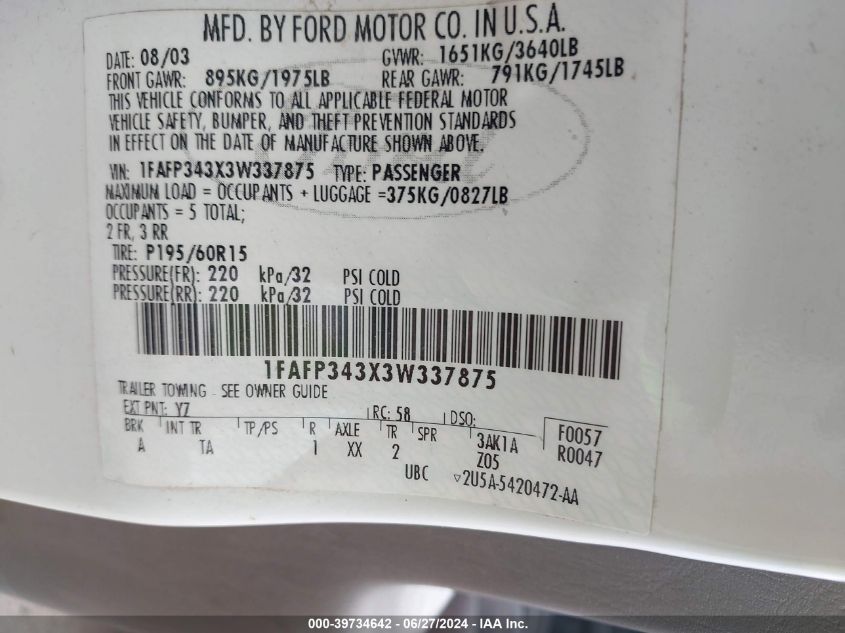 MFD. BY FORD MOTOR CO. IN U.S.A.
DATE: 08/03 GVWR: 1651KG/3640LB
FRONT GAWR: 895KG/1975LB REAR GAWR: 791KG/1745LB
THIS VEHICLE CONFORMS TO ALL APPLICABLE FEDERAL MOTOR
VEHICLE SAFETY, BUMPER, AND THEFT PREVENTION STANDARDS
IN EFFECT ON THE DATE OF MANUFACTURE SHOWN ABOVE.
VIN: 1FAFP343X3W337875 TYPE: PASSENGER
MAXIMUM LOAD = OCCUPANTS + LUGGAGE =375KG/0827LB
OCCUPANTS = 5 TOTAL;
2 FR, 3 RR
TIRE: P195/60R15
PRESSURE(FR): 220 kPa/32 PSI COLD
PRESSURE(RR): 220 kPa/32 PSI COLD
1FAFP343X3W337875
TRAILER TOWING - SEE OWNER GUIDE
EXT PNT: YZ RC: 58 DSO:
BRK INT TR TP/PS R AXLE TR SPR 3AK1A F0057
A TA 1 XX 2 Z05 R0047
UBC ▽2U5A-5420472-AA
000-39734642 - 06/27/2024 - IAA Inc.